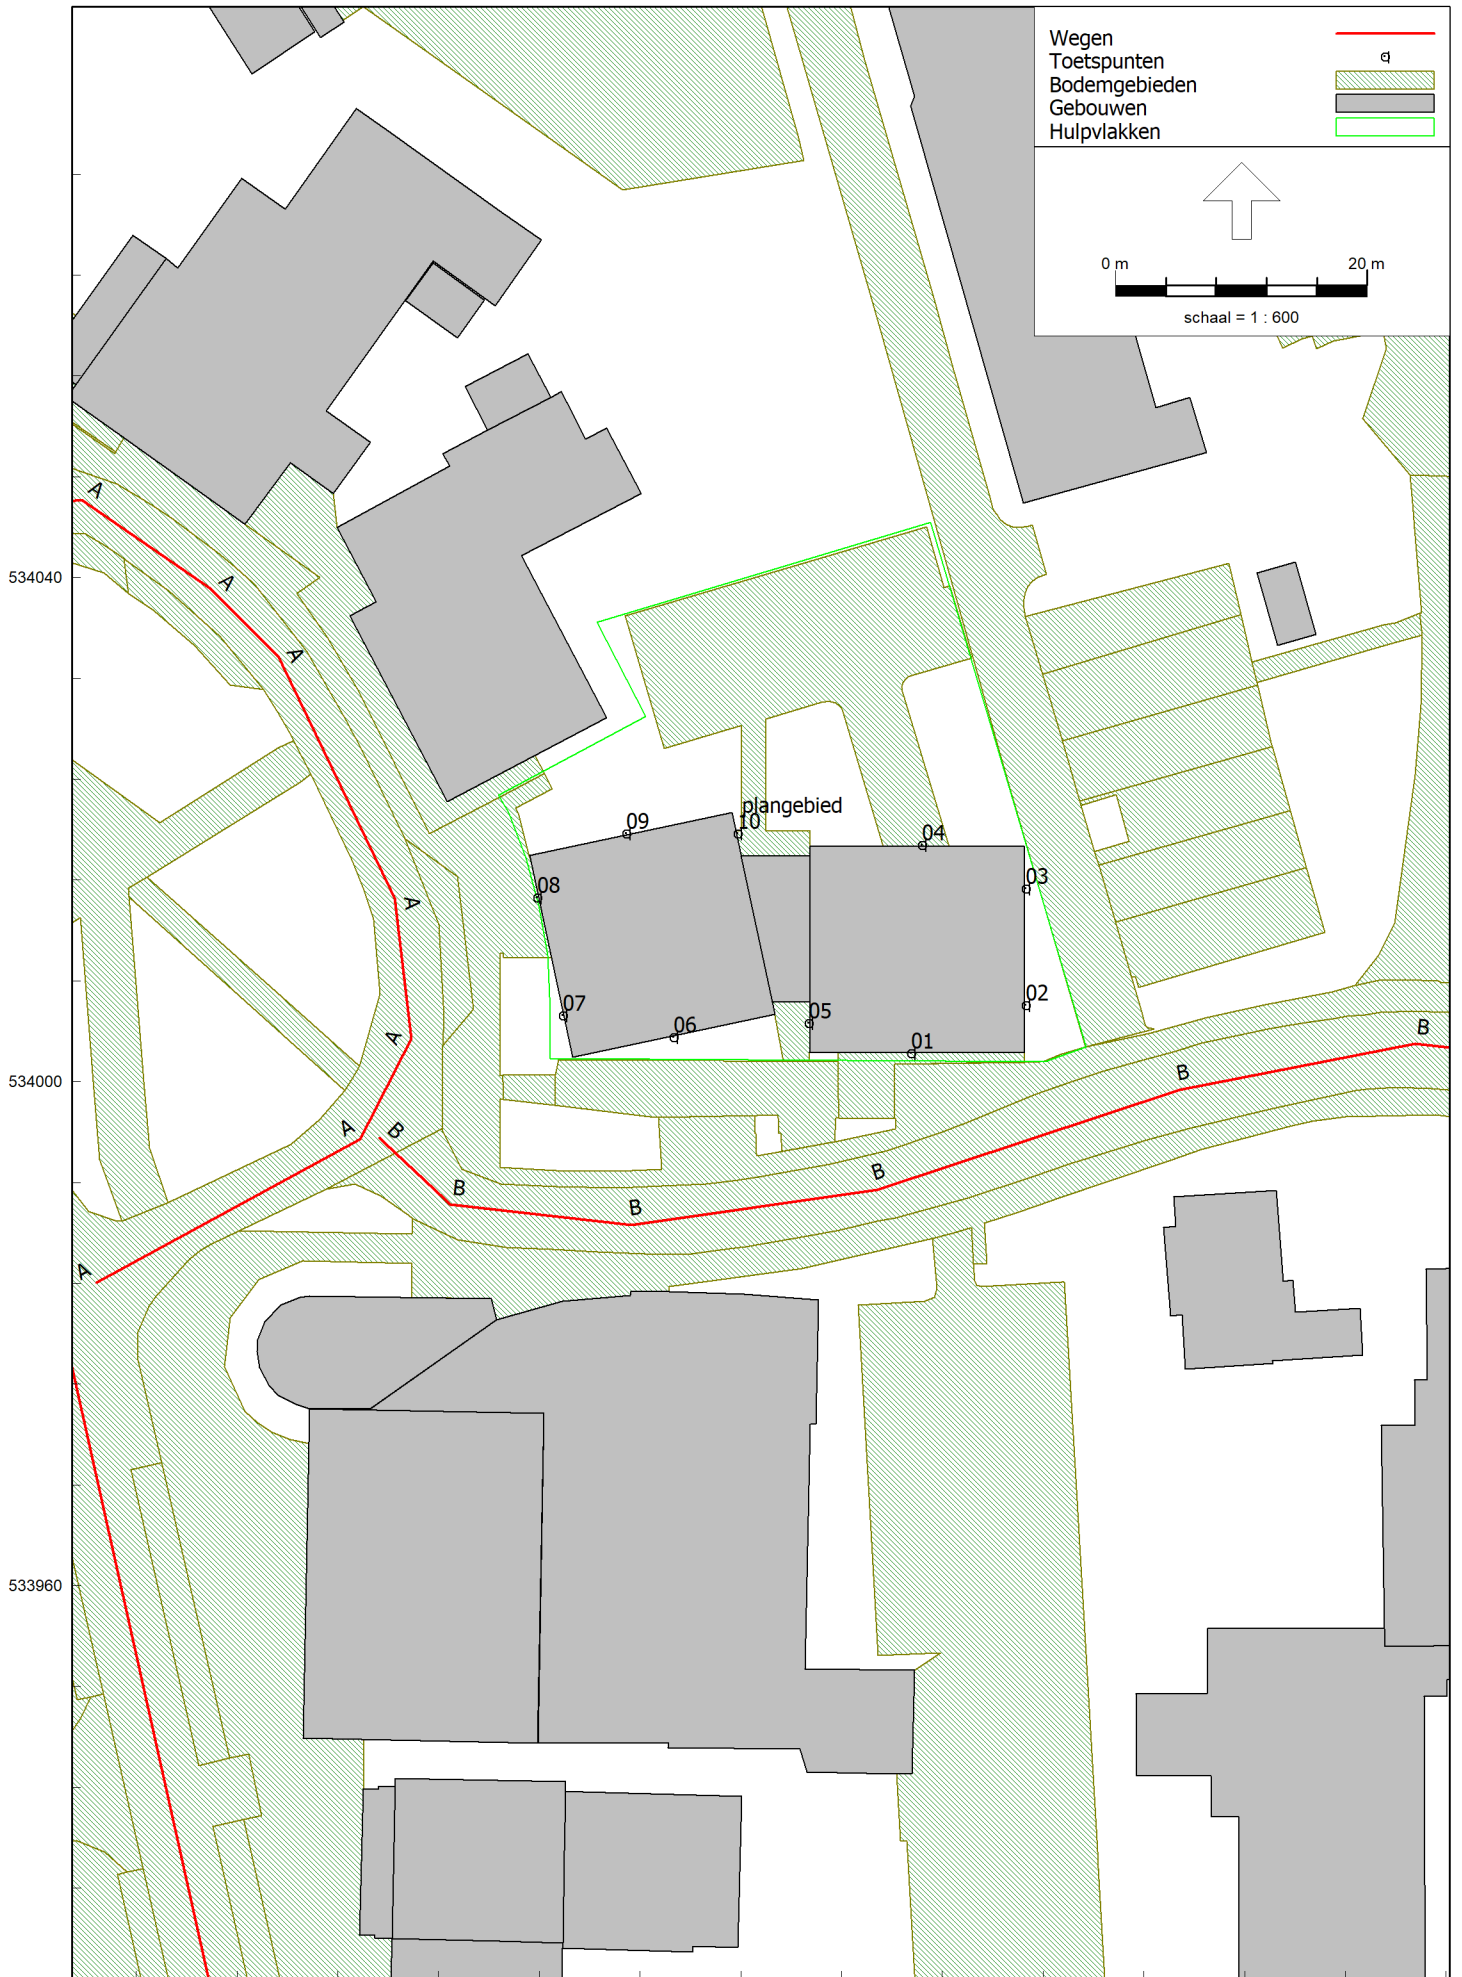 Wegen
Toetspunten
Bodemgebieden
Gebouwen
Hulpvlakken
0 m 20 m
schaal = 1 : 600
A
A
534040
A
plangebied
09 10
04
08
03
A
07
06
05
02
01
A
B
B
534000
A
B
B
B
B
A
533960